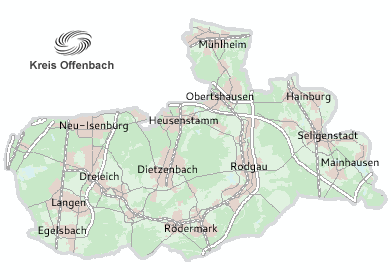 Mühlheim
Kreis Offenbach
Obertshausen
Hainburg
Neu-Isenburg
Heusenstamm
Seligenstadt
Mainhausen
Dietzenbach
Rodgau
Dreieich
Langen
Egelsbach
Rödermark